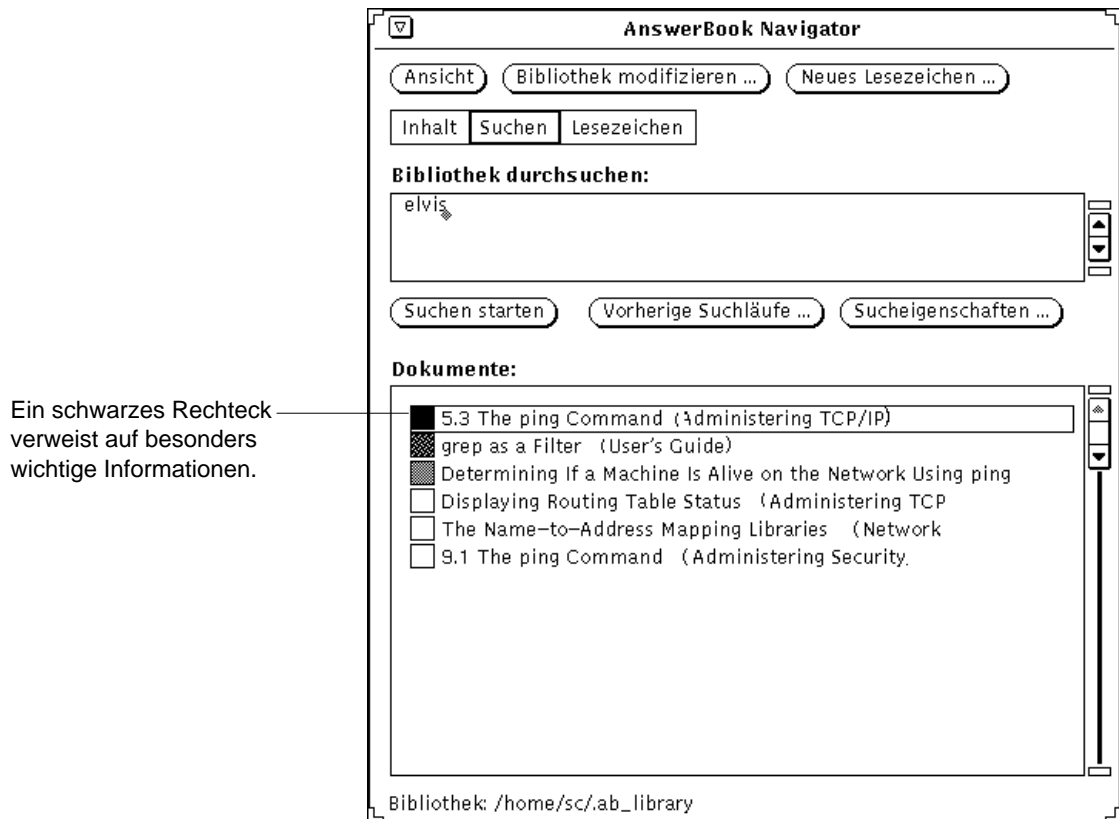 AnswerBook Navigator
Ansicht Bibliothek modifizieren ... Neues Lesezeichen ...
Inhalt Suchen Lesezeichen
Bibliothek durchsuchen:
elvis
Suchen starten Vorherige Suchläufe ... Sucheigenschaften ...
Dokumente:
Ein schwarzes Rechteck
verweist auf besonders
wichtige Informationen.
5.3 The ping Command (Administering TCP/IP)
grep as a Filter (User's Guide)
Determining If a Machine Is Alive on the Network Using ping
Displaying Routing Table Status (Administering TCP
The Name-to-Address Mapping Libraries (Network
9.1 The ping Command (Administering Security.
Bibliothek: /home/sc/.ab_library